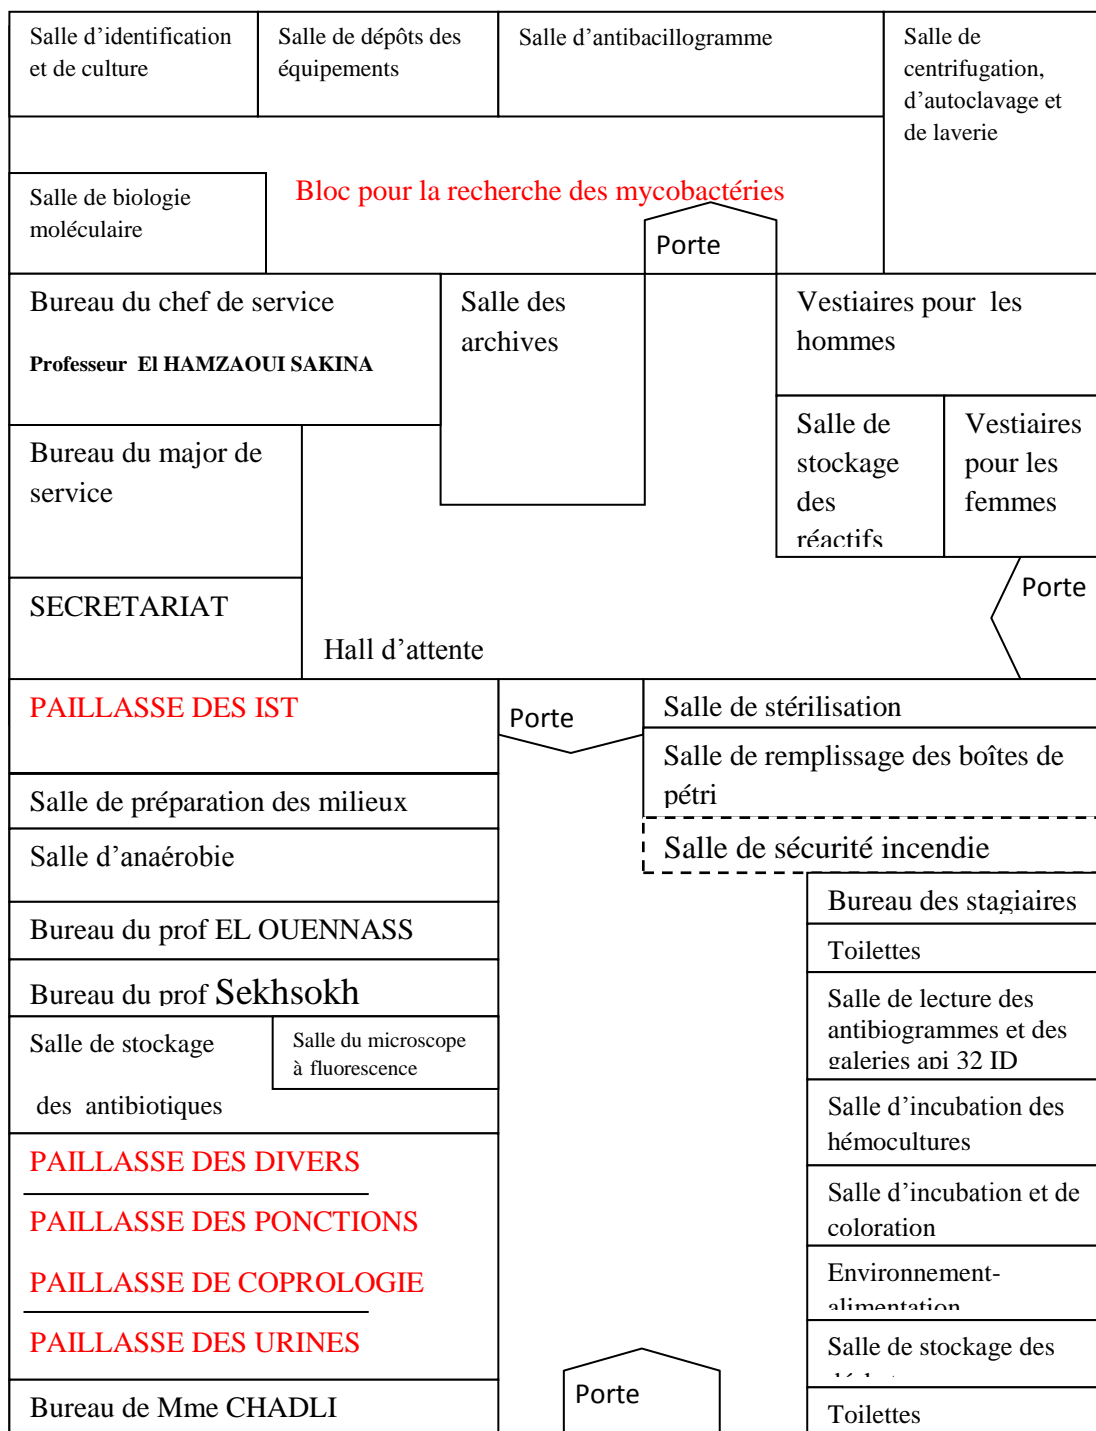 Salle d'identification
et de culture
Salle de dépôts des
équipements
Salle d'antibacillogramme
Salle de
centrifugation,
d'autoclavage et
de laverie
Salle de biologie
moléculaire
Bloc pour la recherche des mycobactéries
Porte
Bureau du chef de service
Professeur El HAMZAOUI SAKINA
Salle des
archives
Vestiaires pour les
hommes
Bureau du major de
service
Salle de
stockage
des
réactifs
Vestiaires
pour les
femmes
SECRETARIAT
Hall d'attente
Porte
PAILLASSE DES IST
Porte
Salle de stérilisation
Salle de remplissage des boîtes de
pétri
Salle de préparation des milieux
Salle de sécurité incendie
Salle d'anaérobie
Bureau des stagiaires
Bureau du prof EL OUENNASS
Toilettes
Bureau du prof Sekhsokh
Salle de lecture des
antibiogrammes et des
galeries api 32 ID
Salle de stockage
des antibiotiques
Salle du microscope
à fluorescence
Salle d'incubation des
hémocultures
PAILLASSE DES DIVERS
PAILLASSE DES PONCTIONS
PAILLASSE DE COPROLOGIE
PAILLASSE DES URINES
Salle d'incubation et de
coloration
Environnement-
alimentation
Salle de stockage des
Bureau de Mme CHADLI
Porte
Toilettes